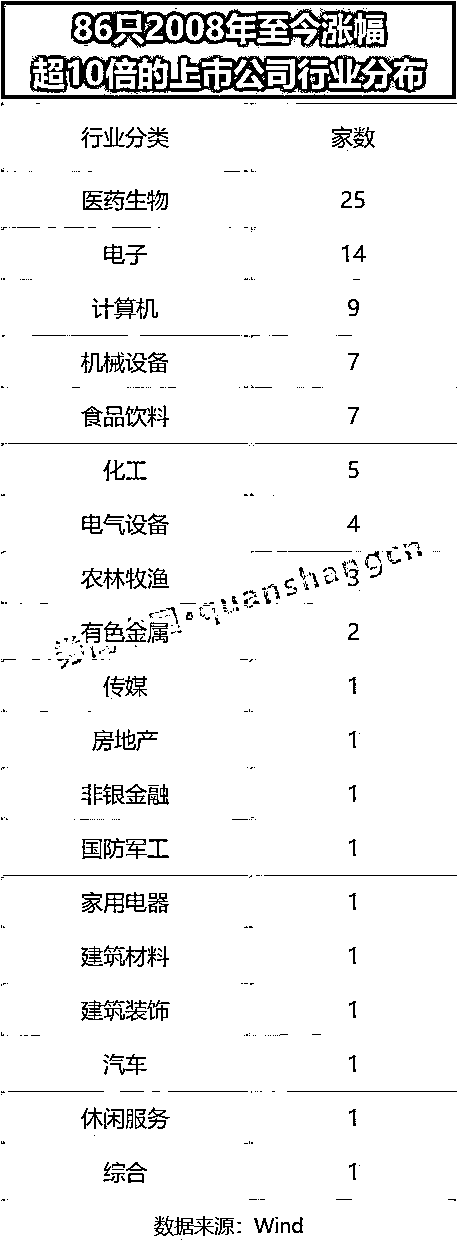 86只2008年至今涨幅
超10倍的上市公司行业分布
行业分类 家数
医药生物 25
电子 14
计算机 9
机械设备 7
食品饮料 7
化工 5
电气设备 4
农林牧渔 3
有色金属 2
传媒 1
房地产 1
非银金融 1
国防军工 1
家用电器 1
建筑材料 1
建筑装饰 1
汽车 1
休闲服务 1
综合 1
数据来源：Wind
quanshangcn